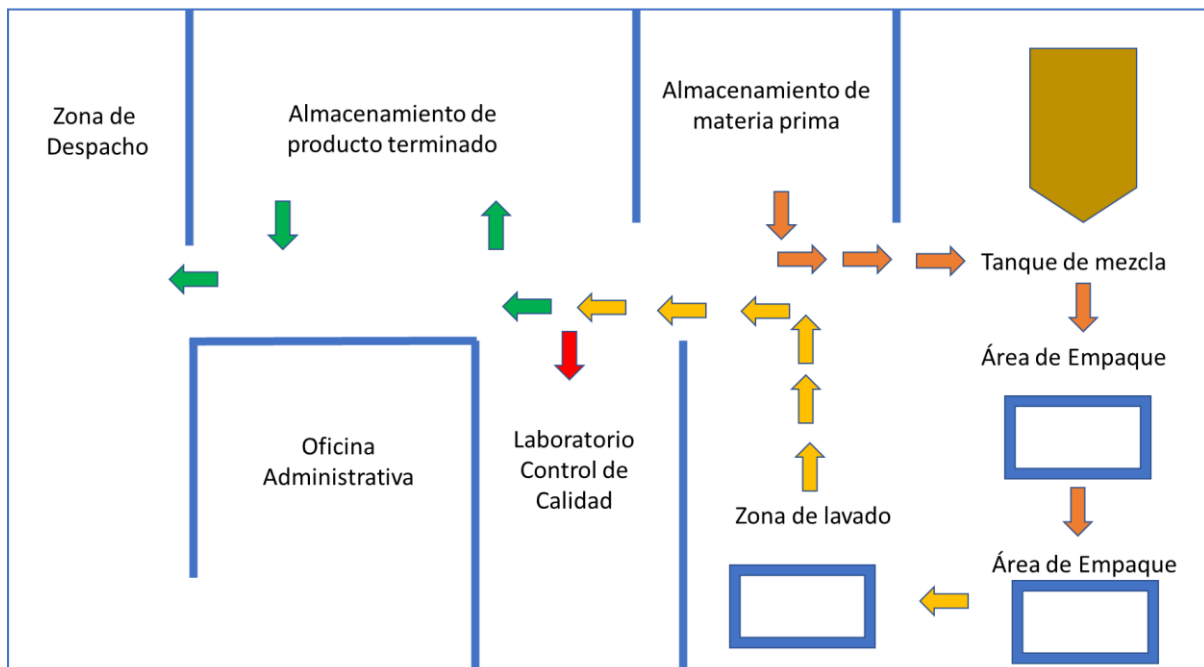 Zona de
Despacho
Almacenamiento de
producto terminado
Almacenamiento de
materia prima
Tanque de mezcla
Área de Empaque
Oficina
Administrativa
Laboratorio
Control de
Calidad
Zona de lavado
Área de Empaque